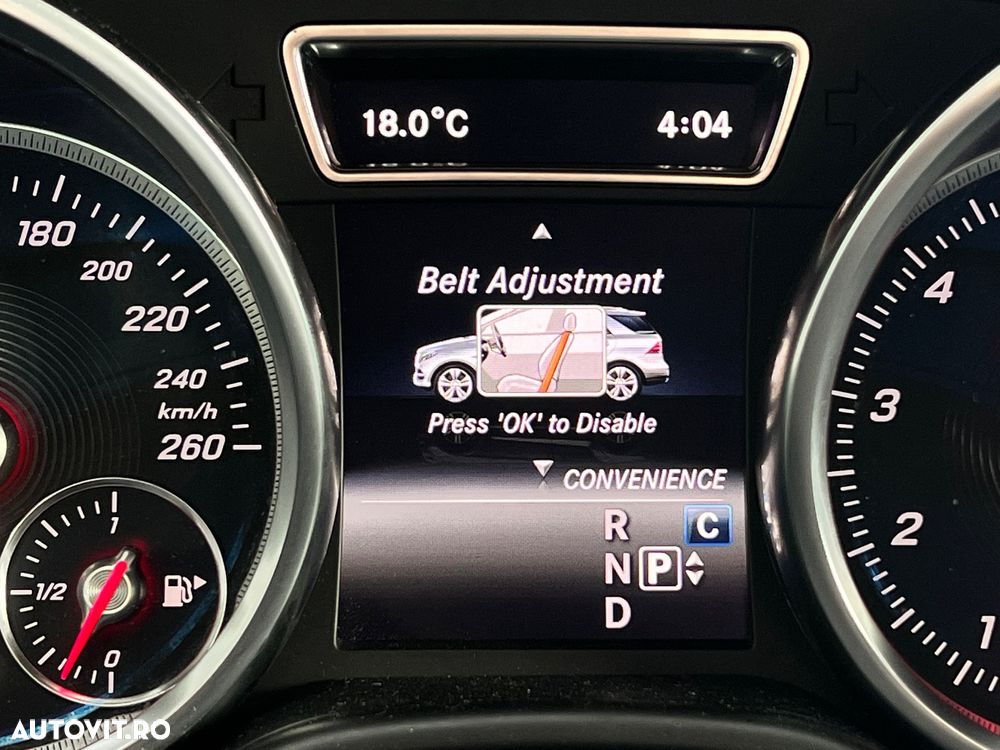 18.0°C
4:04
Belt Adjustment
Press 'OK' to Disable
CONVENIENCE
R
C
N P
D
180
200
220
240
km/h
260
1
1/2
0
4
3
2
1
AUTOVIT.RO